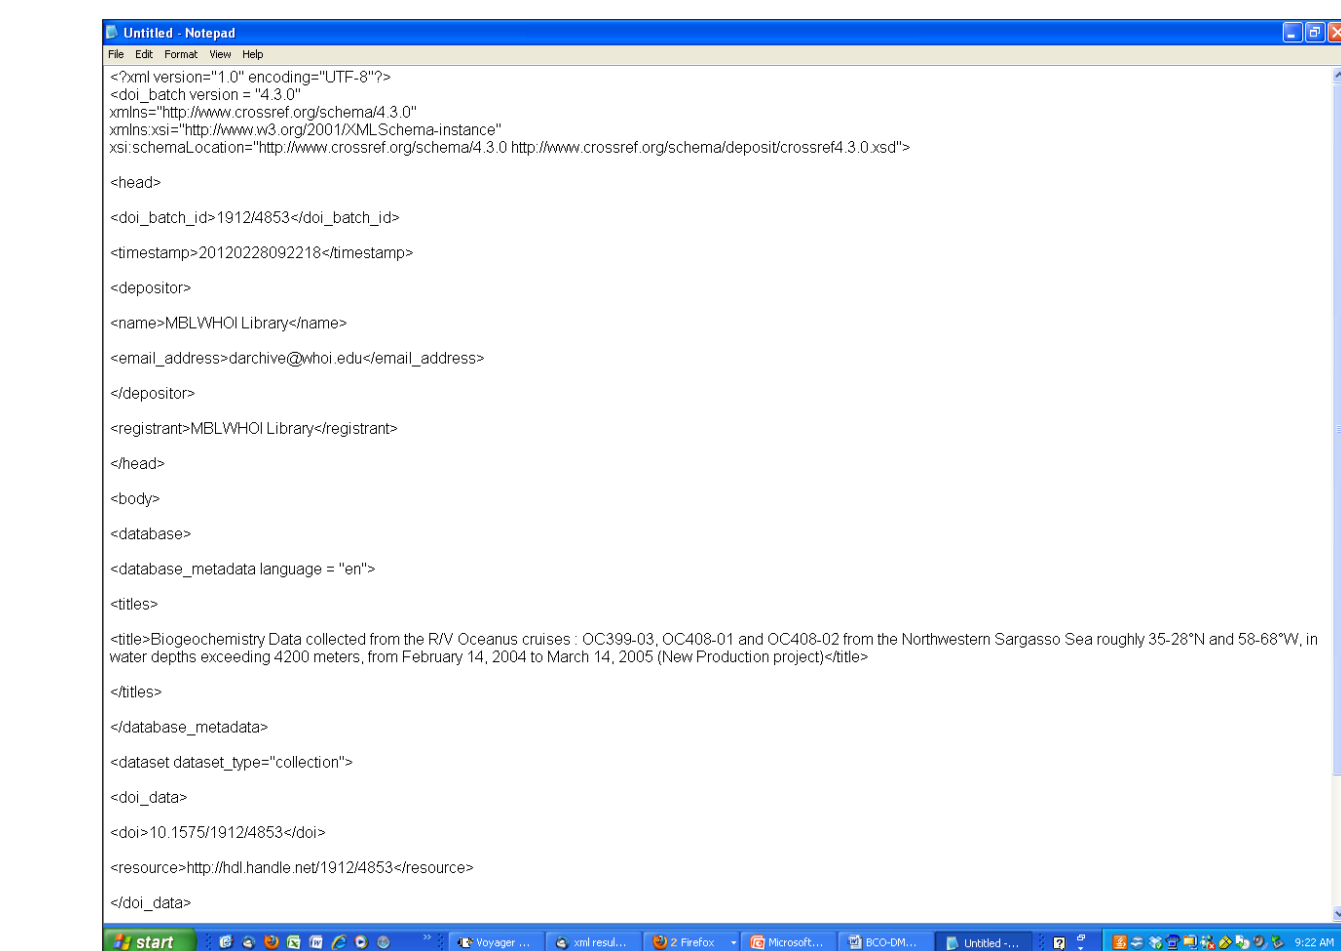 Untitled - Notepad
File Edit Format View Help
<?xml version="1.0" encoding="UTF-8"?>
<doi_batch version = "4.3.0"
xmlns="http://www.crossref.org/schema/4.3.0"
xmlns:xsi="http://www.w3.org/2001/XMLSchema-instance"
xsi:schemaLocation="http://www.crossref.org/schema/4.3.0 http://www.crossref.org/schema/deposit/crossref4.3.0.xsd">
<head>
<doi_batch_id>1912/4853</doi_batch_id>
<timestamp>20120228092218</timestamp>
<depositor>
<name>MBLWHOI Library</name>
<email_address>darchive@whoi.edu</email_address>
</depositor>
<registrant>MBLWHOI Library</registrant>
</head>
<body>
<database>
<database_metadata language = "en">
<titles>
<title>Biogeochemistry Data collected from the R/V Oceanus cruises : OC399-03, OC408-01 and OC408-02 from the Northwestern Sargasso Sea roughly 35-28°N and 58-68°W, in
water depths exceeding 4200 meters, from February 14, 2004 to March 14, 2005 (New Production project)</title>
</titles>
</database_metadata>
<dataset dataset_type="collection">
<doi_data>
<doi>10.1575/1912/4853</doi>
<resource>http://hdl.handle.net/1912/4853</resource>
</doi_data>
start Voyager ... xml resul... 2 Firefox Microsoft... BCO-DM... Untitled -... 9:22 AM